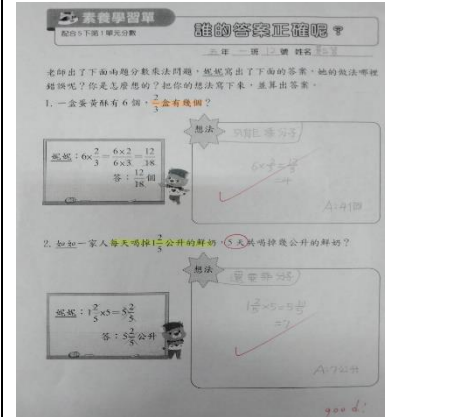 素養學習單
配合5下第1單元分數
誰的答案正確呢?
五年一班12號 姓名
老師出了下面兩題分數乘法問題,妮妮寫出了下面的答案,她的做法哪裡
錯誤呢?你是怎麼想的?把你的想法寫下來,並算出答案。
1. 一盒蛋黃酥有6個,2/3盒有幾個?
想法
妮妮:6×2/3=6×2/6×3=12/18
答:12/18個
A:4個
2. 如如一家人每天喝掉1 2/5公升的鮮奶,5天共喝掉幾公升的鮮奶?
想法
妮妮:1 2/5×5=5 2/5
答:5 2/5公升
=7
A:7公升
good!